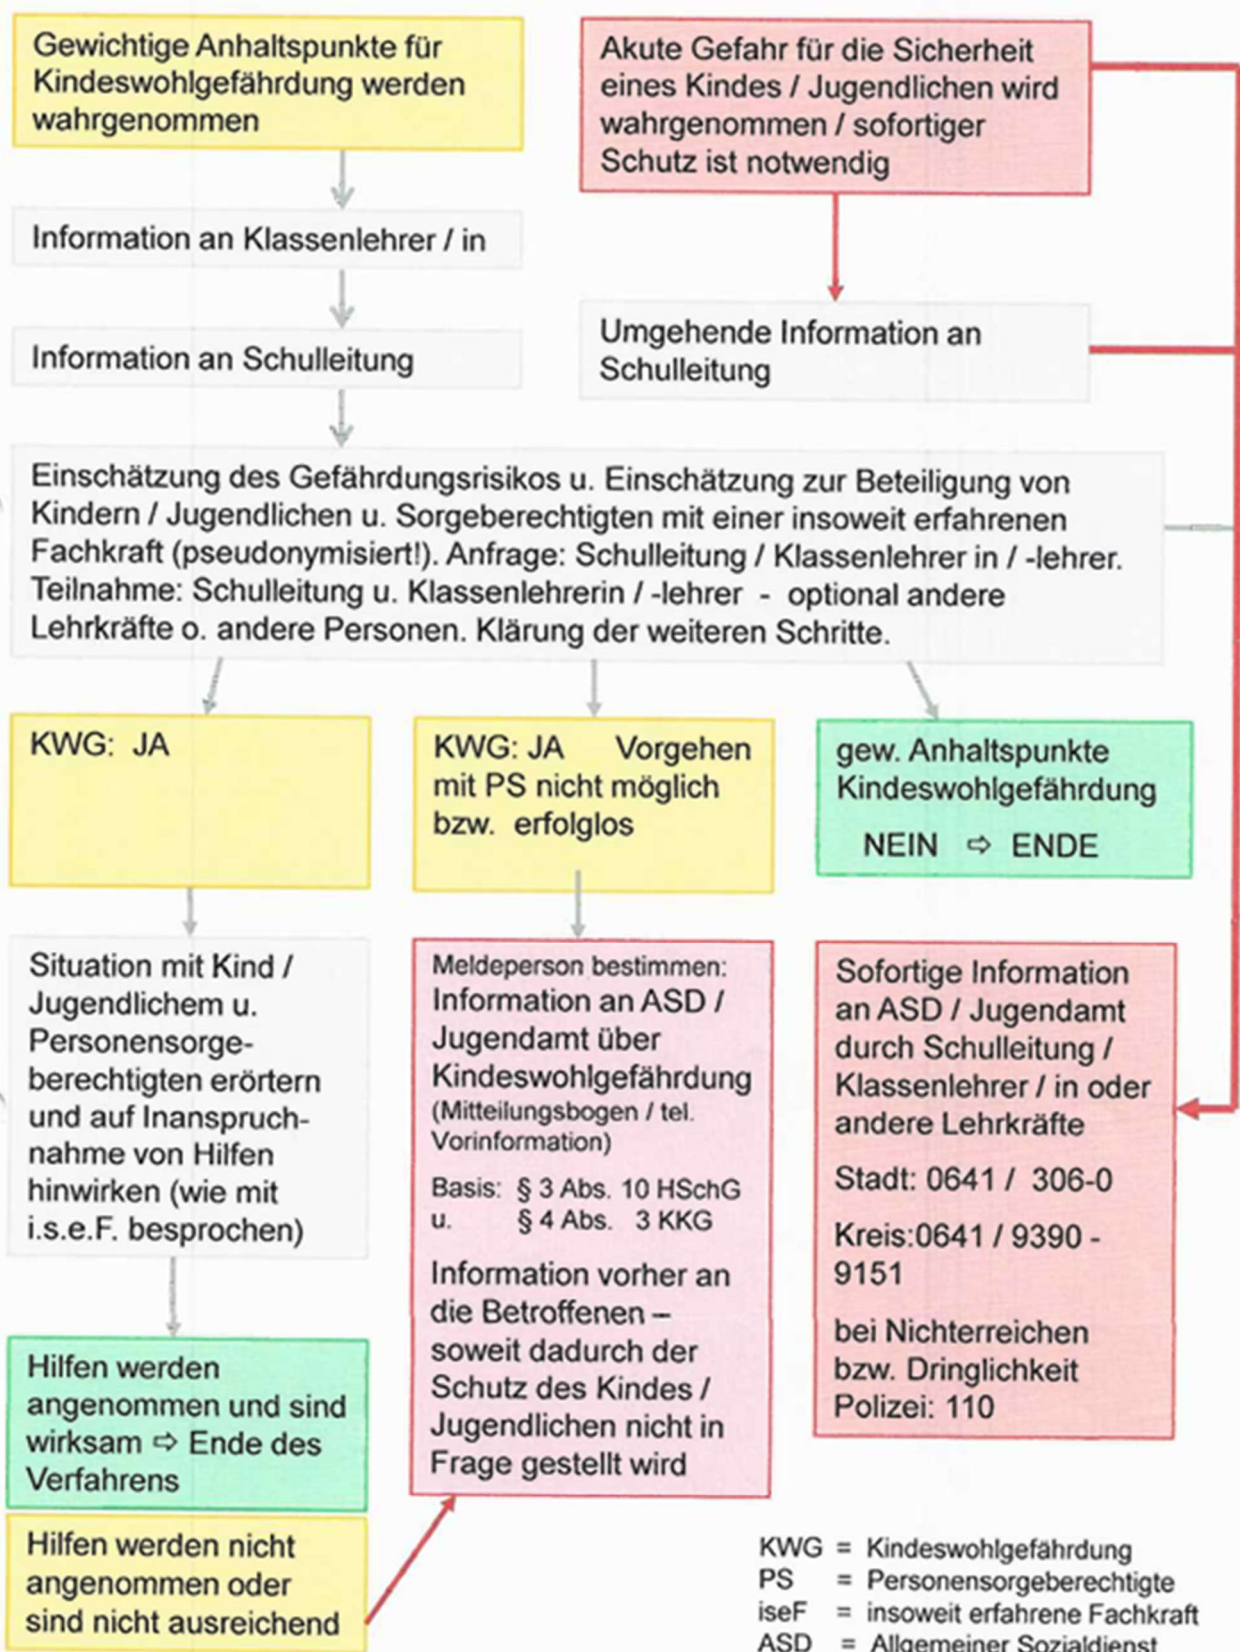 Gewichtige Anhaltspunkte für
Kindeswohlgefährdung werden
wahrgenommen
Akute Gefahr für die Sicherheit
eines Kindes / Jugendlichen wird
wahrgenommen / sofortiger
Schutz ist notwendig
Information an Klassenlehrer / in
Information an Schulleitung
Umgehende Information an
Schulleitung
Einschätzung des Gefährdungsrisikos u. Einschätzung zur Beteiligung von
Kindern / Jugendlichen u. Sorgeberechtigten mit einer insoweit erfahrenen
Fachkraft (pseudonymisiert!). Anfrage: Schulleitung / Klassenlehrer in / -lehrer.
Teilnahme: Schulleitung u. Klassenlehrerin / -lehrer - optional andere
Lehrkräfte o. andere Personen. Klärung der weiteren Schritte.
KWG: JA
KWG: JA Vorgehen
mit PS nicht möglich
bzw. erfolglos
gew. Anhaltspunkte
Kindeswohlgefährdung
NEIN ⇨ ENDE
Situation mit Kind /
Jugendlichem u.
Personensorge-
berechtigten erörtern
und auf Inanspruch-
nahme von Hilfen
hinwirken (wie mit
i.s.e.F. besprochen)
Meldeperson bestimmen:
Information an ASD /
Jugendamt über
Kindeswohlgefährdung
(Mitteilungsbogen / tel.
Vorinformation)
Basis: § 3 Abs. 10 HSchG
u. § 4 Abs. 3 KKG
Information vorher an
die Betroffenen –
soweit dadurch der
Schutz des Kindes /
Jugendlichen nicht in
Frage gestellt wird
Sofortige Information
an ASD / Jugendamt
durch Schulleitung /
Klassenlehrer / in oder
andere Lehrkräfte
Stadt: 0641 / 306-0
Kreis:0641 / 9390 -
9151
bei Nichterreichen
bzw. Dringlichkeit
Polizei: 110
Hilfen werden
angenommen und sind
wirksam ⇨ Ende des
Verfahrens
Hilfen werden nicht
angenommen oder
sind nicht ausreichend
KWG = Kindeswohlgefährdung
PS = Personensorgeberechtigte
iseF = insoweit erfahrene Fachkraft
ASD = Allgemeiner Sozialdienst